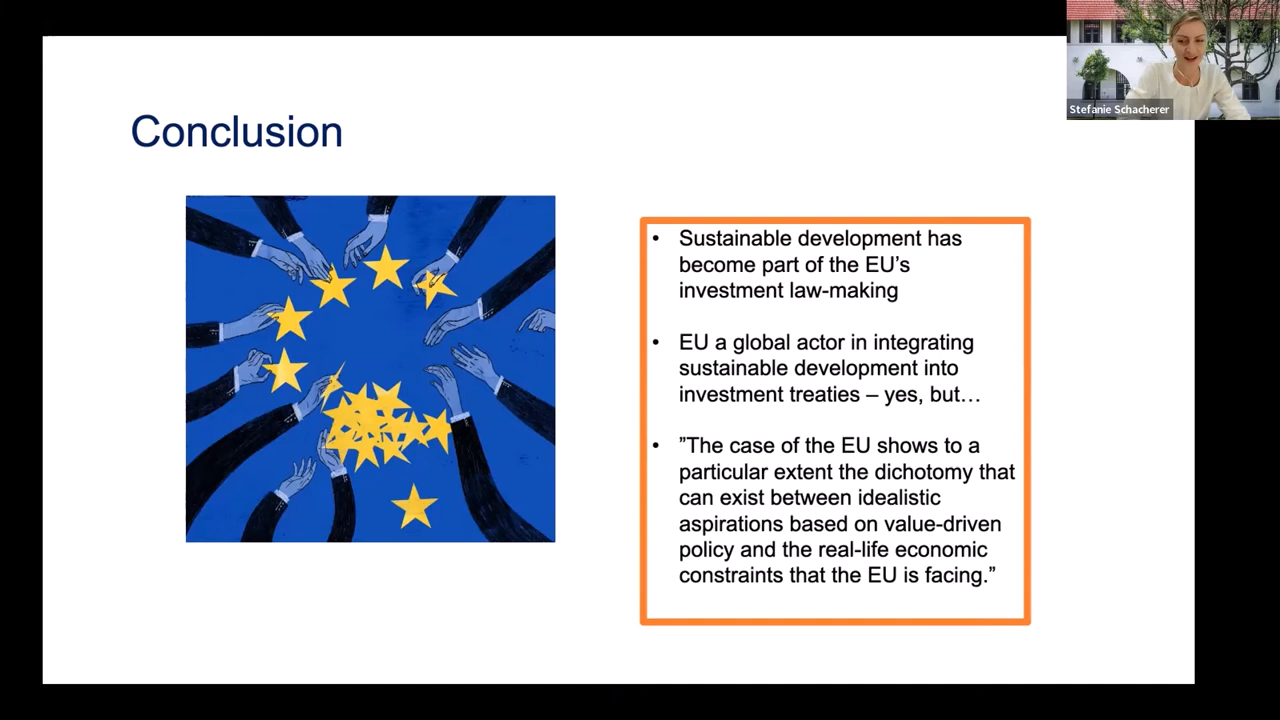 Stefanie Schacherer
Conclusion
• Sustainable development has
become part of the EU’s
investment law-making
• EU a global actor in integrating
sustainable development into
investment treaties – yes, but…
• ”The case of the EU shows to a
particular extent the dichotomy that
can exist between idealistic
aspirations based on value-driven
policy and the real-life economic
constraints that the EU is facing.”